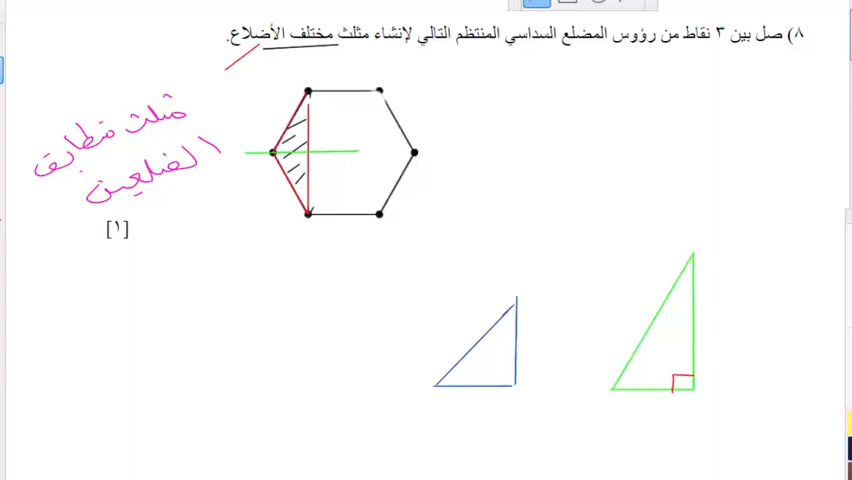 ٨) صل بين ٣ نقاط من رؤوس المضلع السداسي المنتظم التالي لإنشاء مثلث مختلف الأضلاع.
مثلث متطابق
الضلعين
[١]